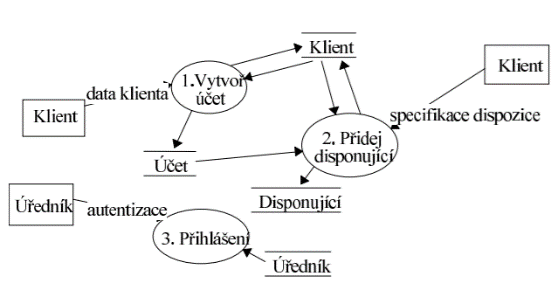 Klient
1.Vytvoř
účet
Klient
data klienta
Klient
specifikace dispozice
2. Přidej
disponující
Účet
Disponující
Úředník
autentizace
3. Přihlášení
Úředník